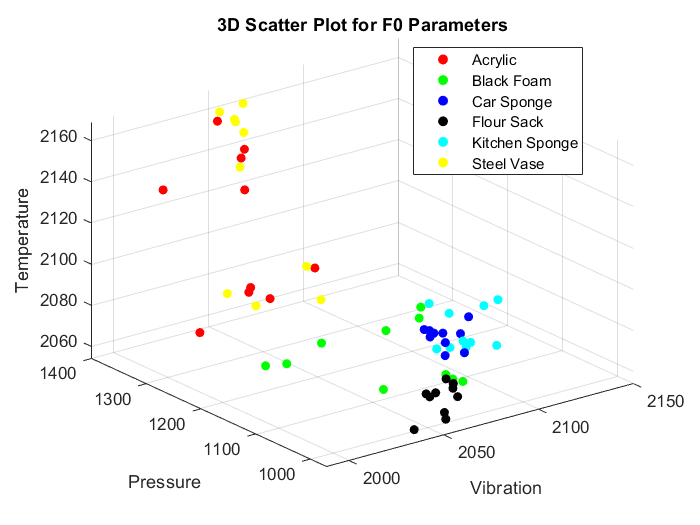 3D Scatter Plot for F0 Parameters
Acrylic
Black Foam
Car Sponge
Flour Sack
Kitchen Sponge
Steel Vase
2160
2140
2120
2100
2080
2060
Temperature
1400
1300
1200
1100
1000
Pressure
2000
2050
2100
2150
Vibration